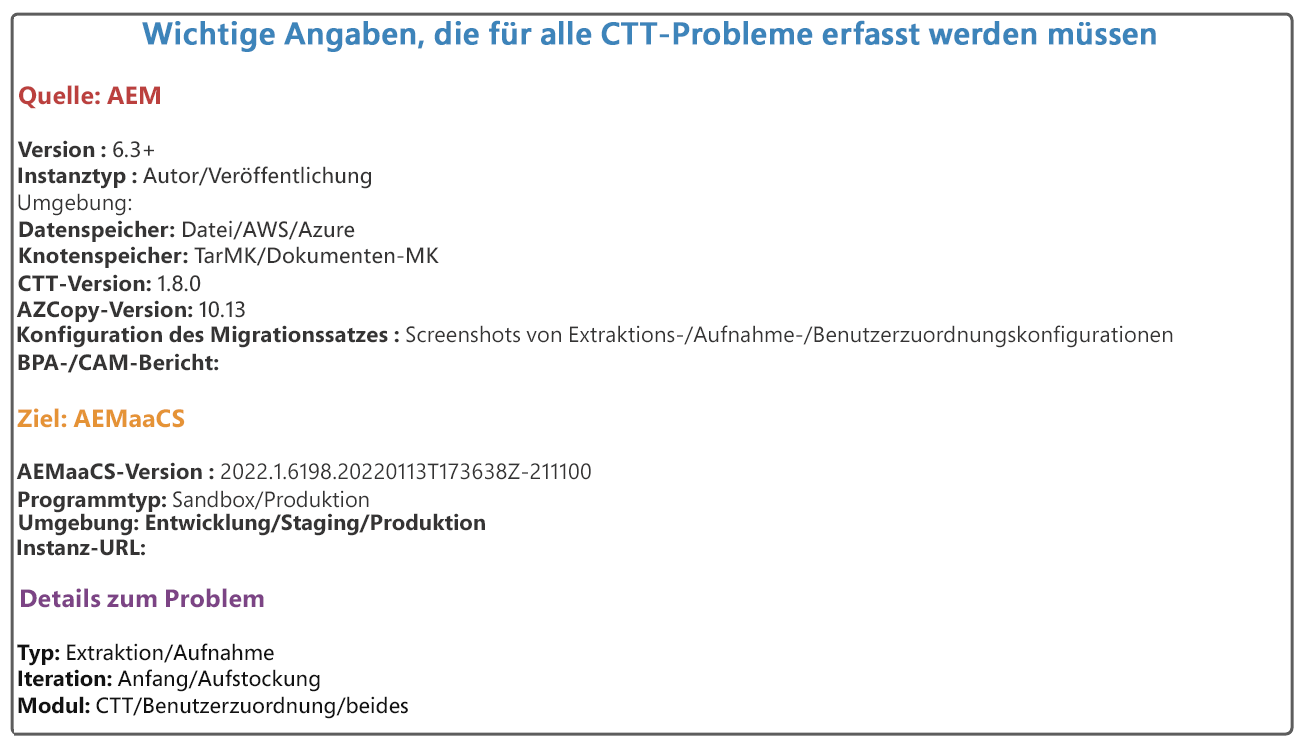 Wichtige Angaben, die für alle CTT-Probleme erfasst werden müssen
Quelle: AEM
Version : 6.3+
Instanztyp : Autor/Veröffentlichung
Umgebung:
Datenspeicher: Datei/AWS/Azure
Knotenspeicher: TarMK/Dokumenten-MK
CTT-Version: 1.8.0
AZCopy-Version: 10.13
Konfiguration des Migrationssatzes : Screenshots von Extraktions-/Aufnahme-/Benutzerzuordnungskonfigurationen
BPA-/CAM-Bericht:
Ziel: AEMaaCS
AEMaaCS-Version : 2022.1.6198.20220113T173638Z-211100
Programmtyp: Sandbox/Produktion
Umgebung: Entwicklung/Staging/Produktion
Instanz-URL:
Details zum Problem
Typ: Extraktion/Aufnahme
Iteration: Anfang/Aufstockung
Modul: CTT/Benutzerzuordnung/beides